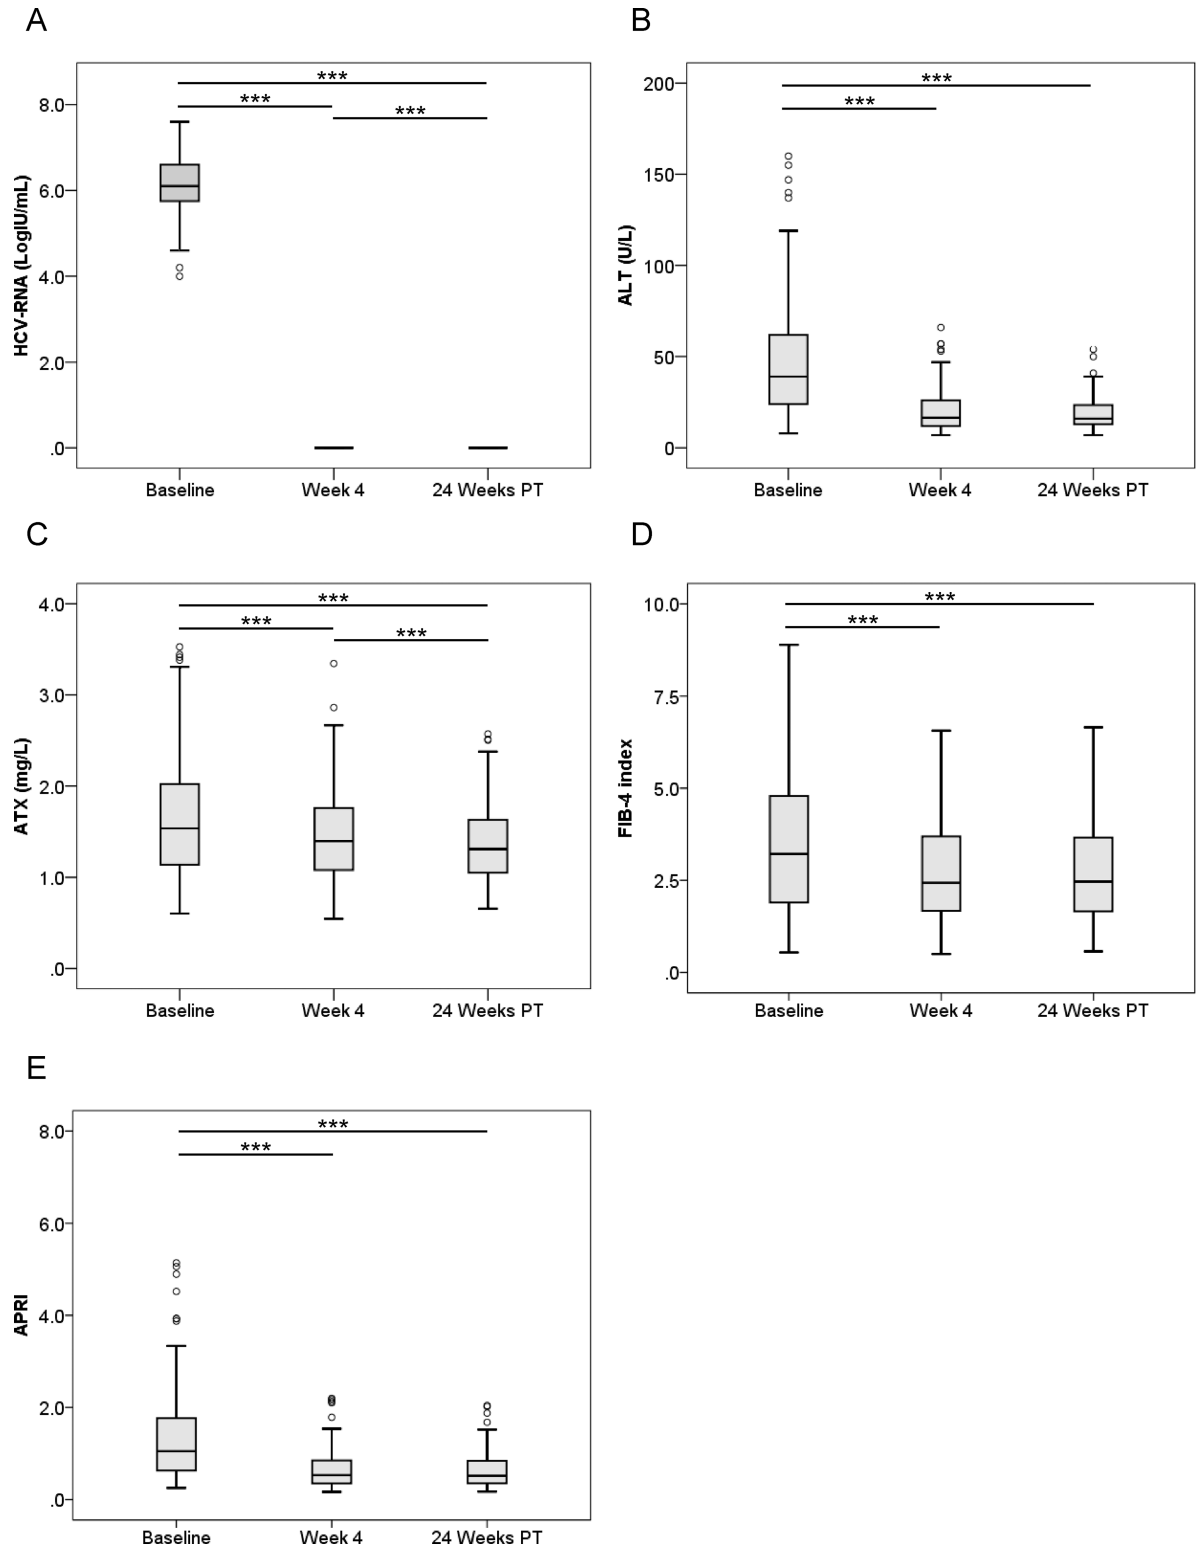 A
HCV-RNA (LogIU/mL)
8.0
6.0
4.0
2.0
.0
***
***
***
Baseline Week 4 24 Weeks PT
B
ALT (U/L)
200
150
100
50
0
***
***
Baseline Week 4 24 Weeks PT
C
ATX (mg/L)
4.0
3.0
2.0
1.0
.0
***
***
***
Baseline Week 4 24 Weeks PT
D
FIB-4 index
10.0
7.5
5.0
2.5
.0
***
***
Baseline Week 4 24 Weeks PT
E
APRI
8.0
6.0
4.0
2.0
.0
***
***
Baseline Week 4 24 Weeks PT